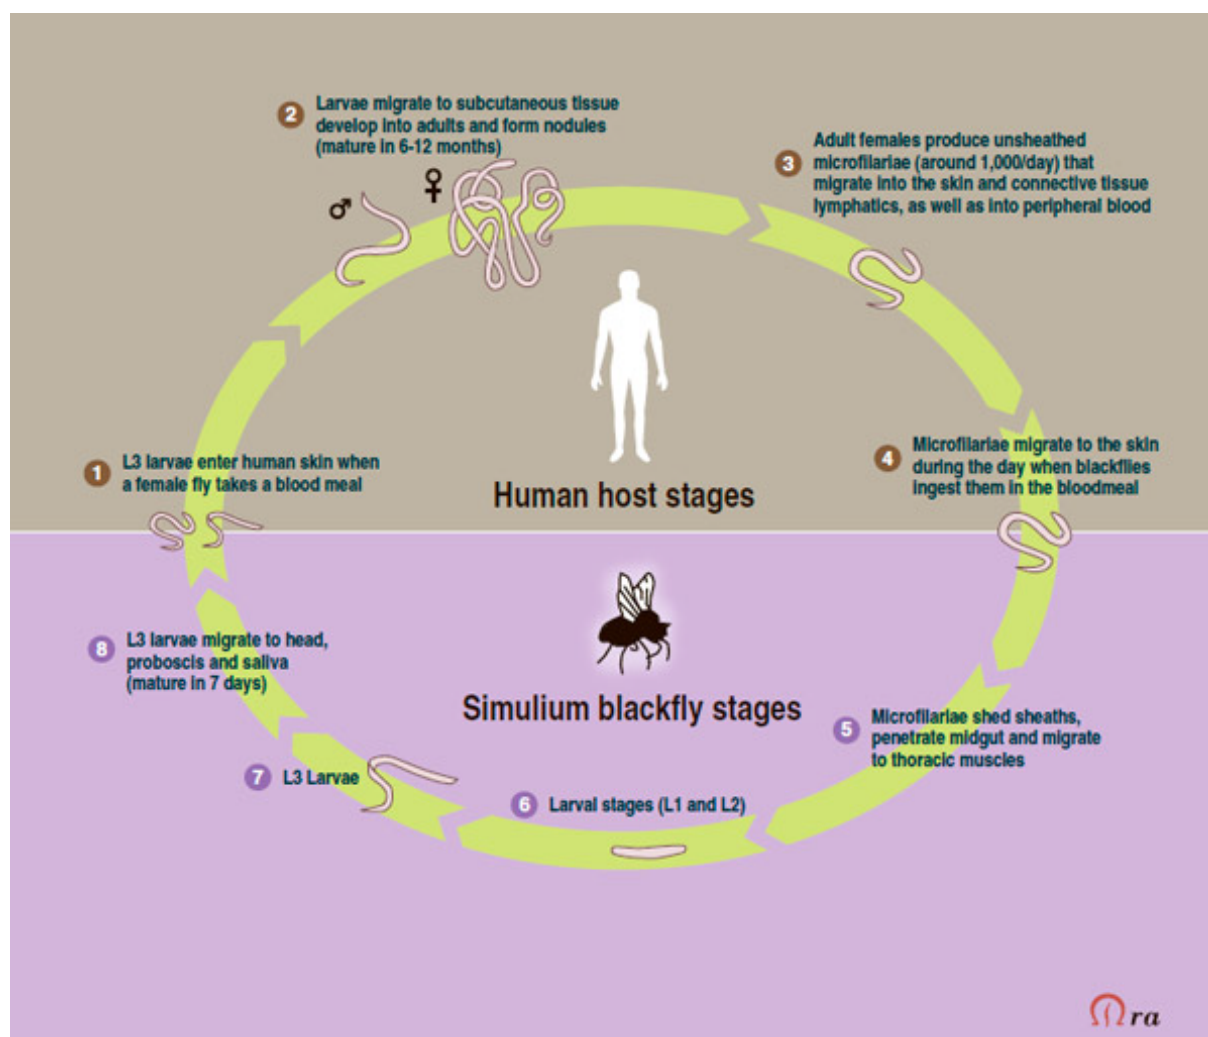 2 Larvae migrate to subcutaneous tissue
develop into adults and form nodules
(mature in 6-12 months)
3 Adult females produce unsheathed
microfilariae (around 1,000/day) that
migrate into the skin and connective tissue
lymphatics, as well as into peripheral blood
♂
♀
1 L3 larvae enter human skin when
a female fly takes a blood meal
4 Microfilariae migrate to the skin
during the day when blackflies
ingest them in the bloodmeal
Human host stages
8 L3 larvae migrate to head,
proboscis and saliva
(mature in 7 days)
Simulium blackfly stages
5 Microfilariae shed sheaths,
penetrate midgut and migrate
to thoracic muscles
7 L3 Larvae
6 Larval stages (L1 and L2)
ra